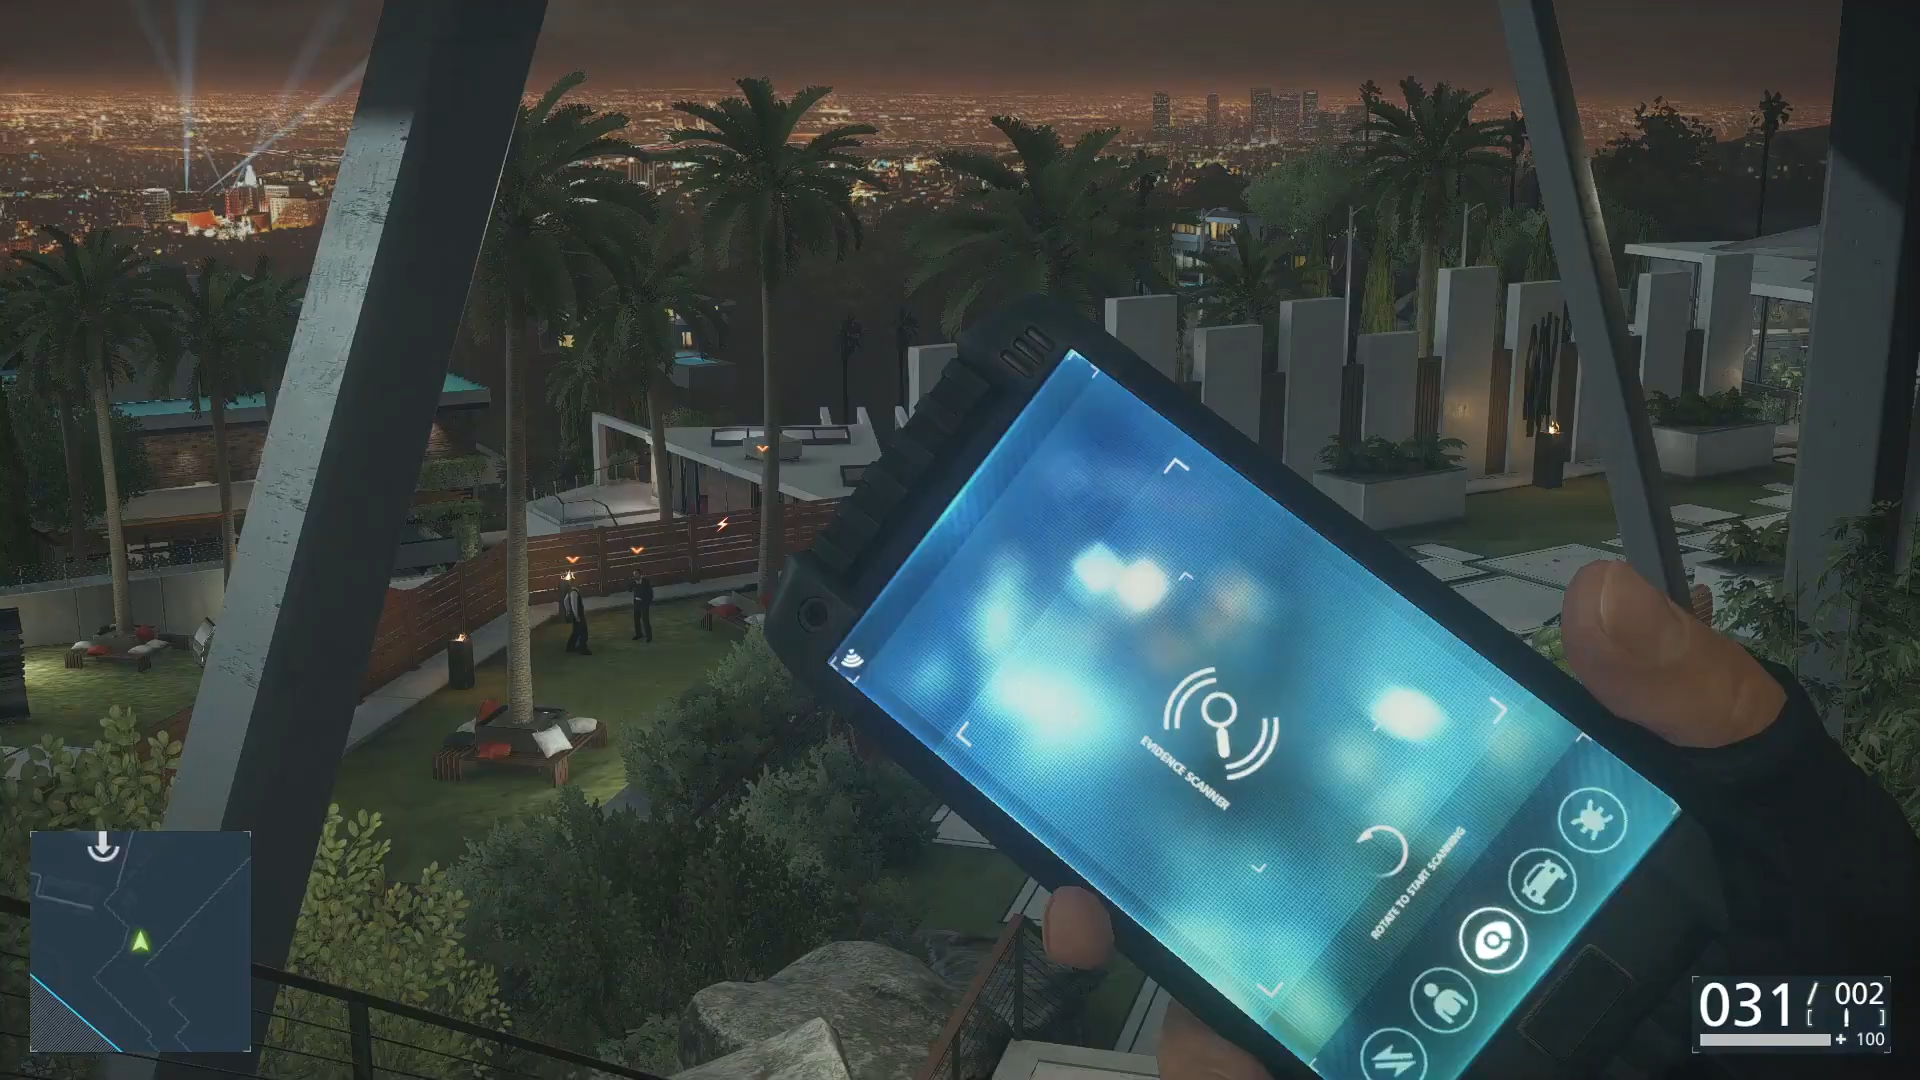 EVIDENCE SCANNER
ROTATE TO START SCANNING
031 / 002
[ ! ]
+ 100